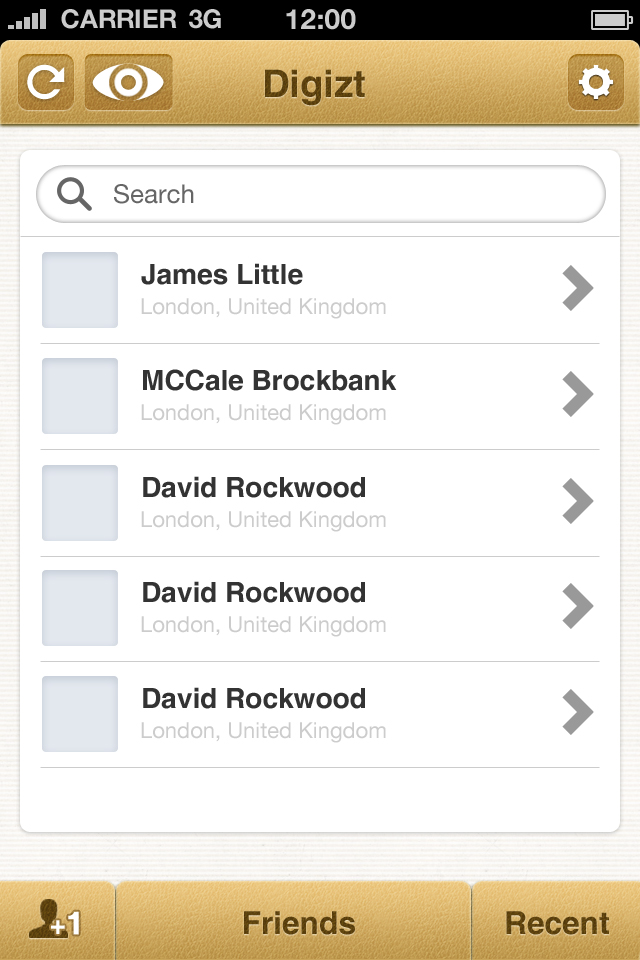 CARRIER 3G 12:00
Digizt
Search
James Little
London, United Kingdom
MCCale Brockbank
London, United Kingdom
David Rockwood
London, United Kingdom
David Rockwood
London, United Kingdom
David Rockwood
London, United Kingdom
+1 Friends Recent